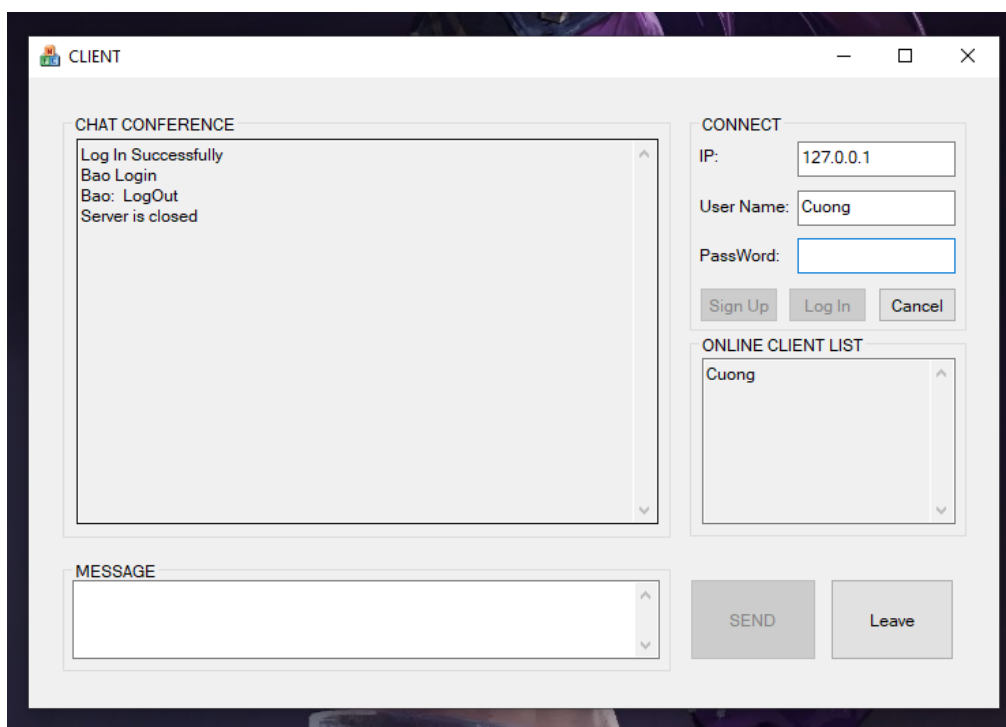 CLIENT
CHAT CONFERENCE
Log In Successfully
Bao Login
Bao:  LogOut
Server is closed
CONNECT
IP: 127.0.0.1
User Name: Cuong
PassWord:
Sign Up Log In Cancel
ONLINE CLIENT LIST
Cuong
MESSAGE
SEND Leave